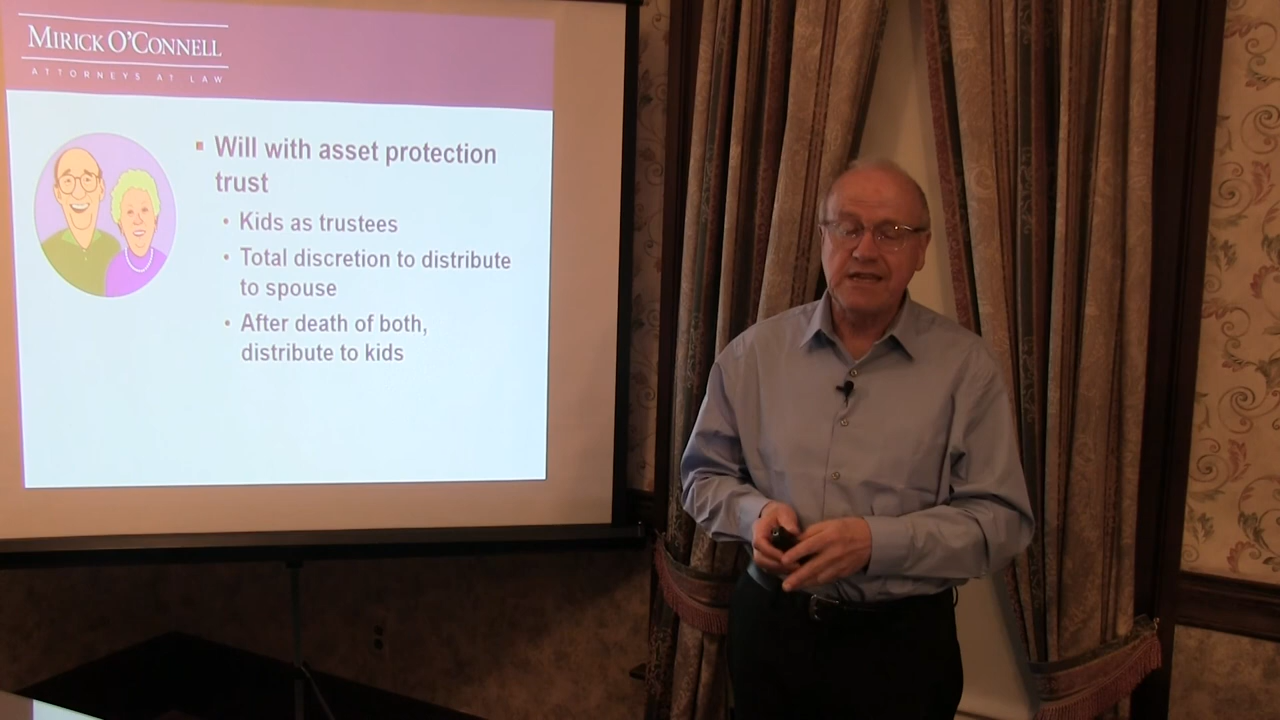 MIRICK O'CONNELL
ATTORNEYS AT LAW
Will with asset protection
trust
Kids as trustees
Total discretion to distribute
to spouse
After death of both,
distribute to kids